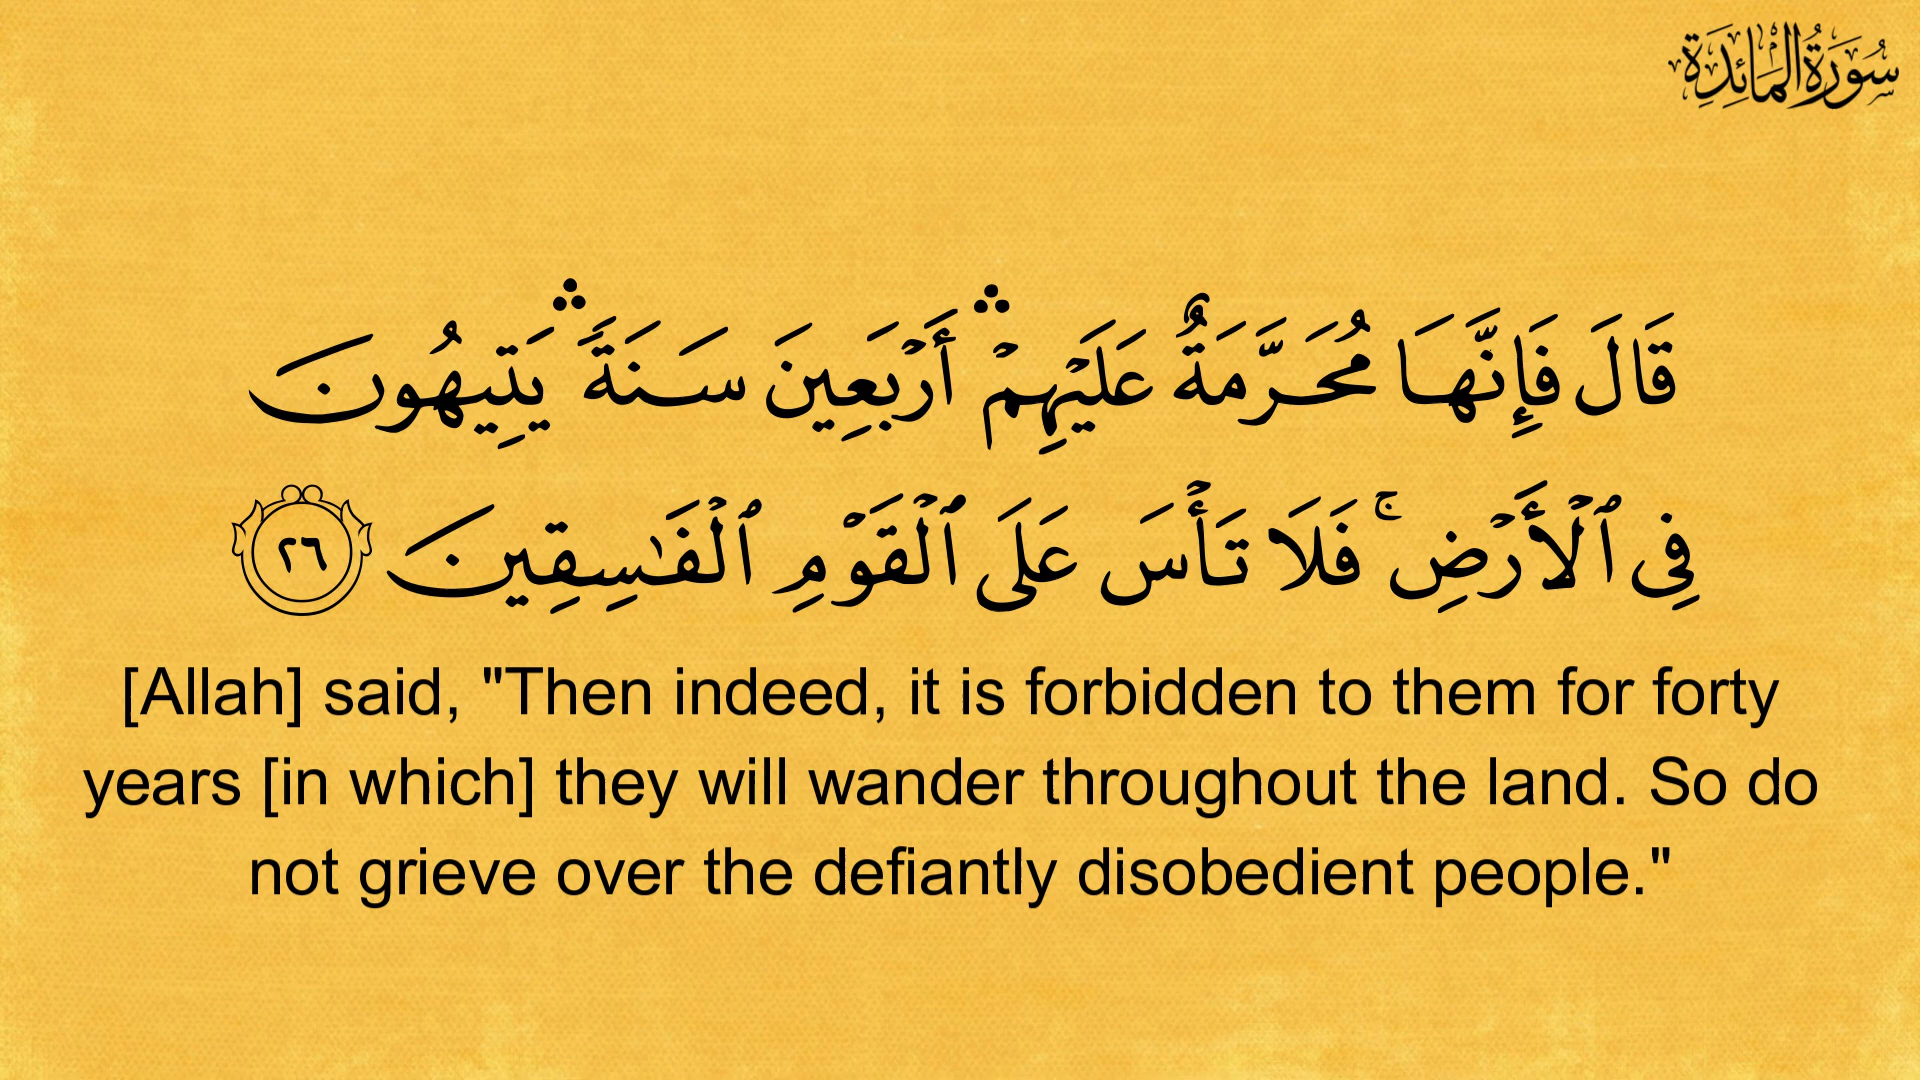 سُورَةُ الْمَائِدَةِ
قَالَ فَإِنَّهَا مُحَرَّمَةٌ عَلَيْهِمْ ۛ أَرْبَعِينَ سَنَةً ۛ يَتِيهُونَ
فِى ٱلْأَرْضِ ۚ فَلَا تَأْسَ عَلَى ٱلْقَوْمِ ٱلْفَـٰسِقِينَ ٢٦
[Allah] said, "Then indeed, it is forbidden to them for forty
years [in which] they will wander throughout the land. So do
not grieve over the defiantly disobedient people."